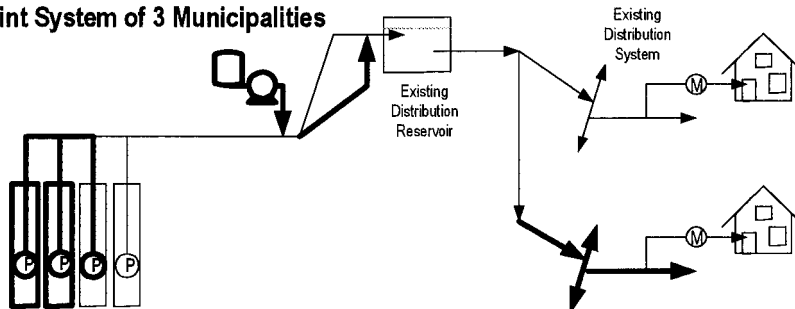 int System of 3 Municipalities
Existing
Distribution
System
Existing
Distribution
Reservoir
M
M
P
P
P
P